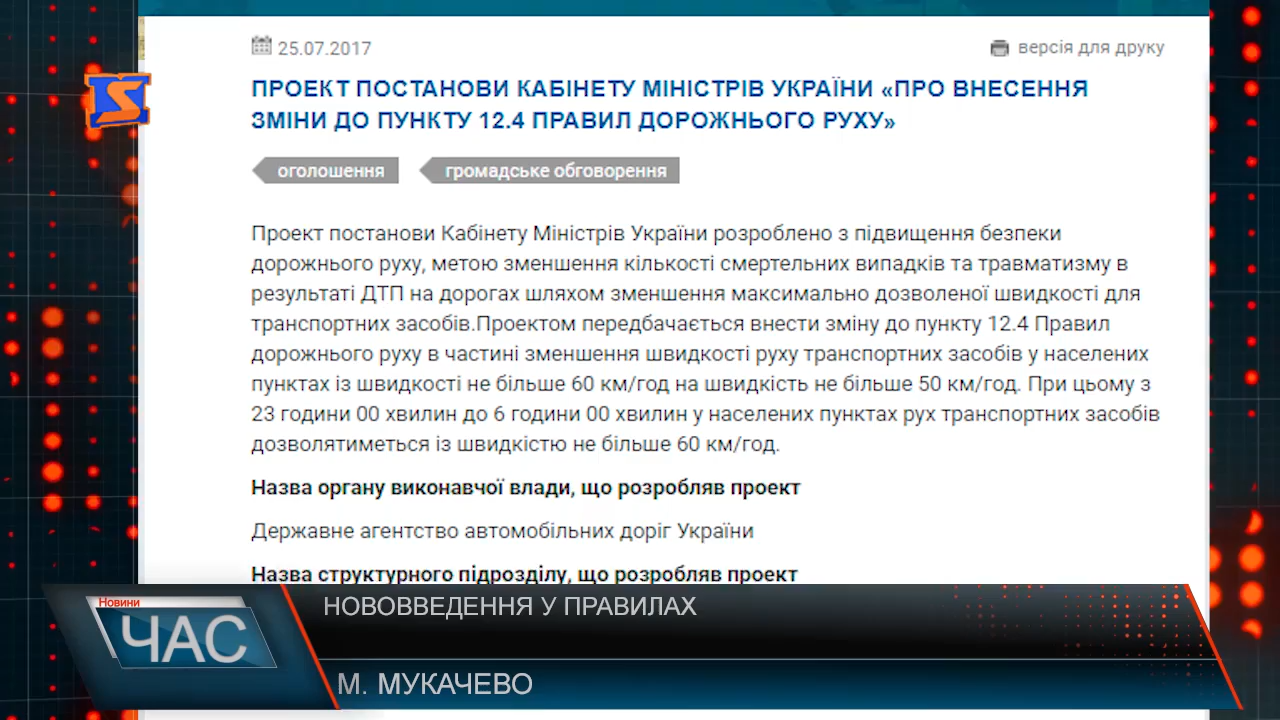 25.07.2017
версія для друку
ПРОЕКТ ПОСТАНОВИ КАБІНЕТУ МІНІСТРІВ УКРАЇНИ «ПРО ВНЕСЕННЯ
ЗМІНИ ДО ПУНКТУ 12.4 ПРАВИЛ ДОРОЖНЬОГО РУХУ»
S
оголошення
громадське обговорення
Проект постанови Кабінету Міністрів України розроблено з підвищення безпеки
дорожнього руху, метою зменшення кількості смертельних випадків та травматизму в
результаті ДТП на дорогах шляхом зменшення максимально дозволеної швидкості для
транспортних засобів.Проектом передбачається внести зміну до пункту 12.4 Правил
дорожнього руху в частині зменшення швидкості руху транспортних засобів у населених
пунктах із швидкості не більше 60 км/год на швидкість не більше 50 км/год. При цьому з
23 години 00 хвилин до 6 години 00 хвилин у населених пунктах рух транспортних засобів
дозволятиметься із швидкістю не більше 60 км/год.
Назва органу виконавчої влади, що розробляв проект
Державне агентство автомобільних доріг України
Назва структурного підрозділу, що розробляв проект
Новини
ЧАС
НОВОВВЕДЕННЯ У ПРАВИЛАХ
М. МУКАЧЕВО